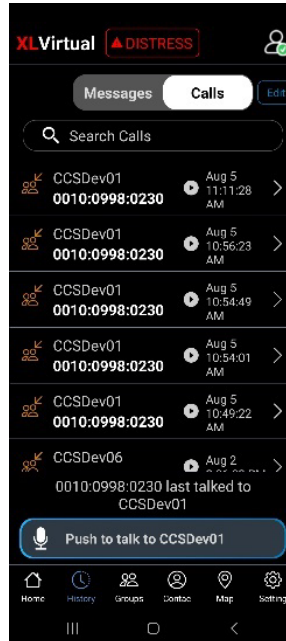 XLVirtual DISTRESS
Messages Calls Edit
Search Calls
CCSDev01
0010:0998:0230
Aug 5
11:11:28
AM
CCSDev01
0010:0998:0230
Aug 5
10:56:23
AM
CCSDev01
0010:0998:0230
Aug 5
10:54:49
AM
CCSDev01
0010:0998:0230
Aug 5
10:54:01
AM
CCSDev01
0010:0998:0230
Aug 5
10:49:22
AM
CCSDev06
Aug 2
0010:0998:0230 last talked to
CCSDev01
Push to talk to CCSDev01
Home History Groups Contac Map Setting